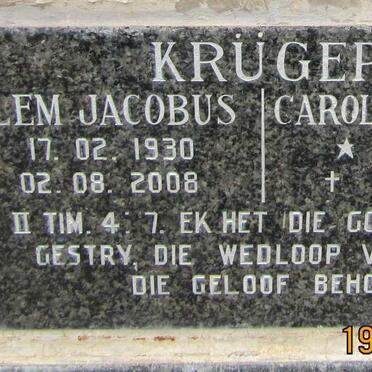 KRÜGER
LEM JACOBUS CAROL
17. 02. 1930 ★
02. 08. 2008 †
II TIM. 4: 7. EK HET DIE GO
GESTRY, DIE WEDLOOP V
DIE GELOOF BEHO
19